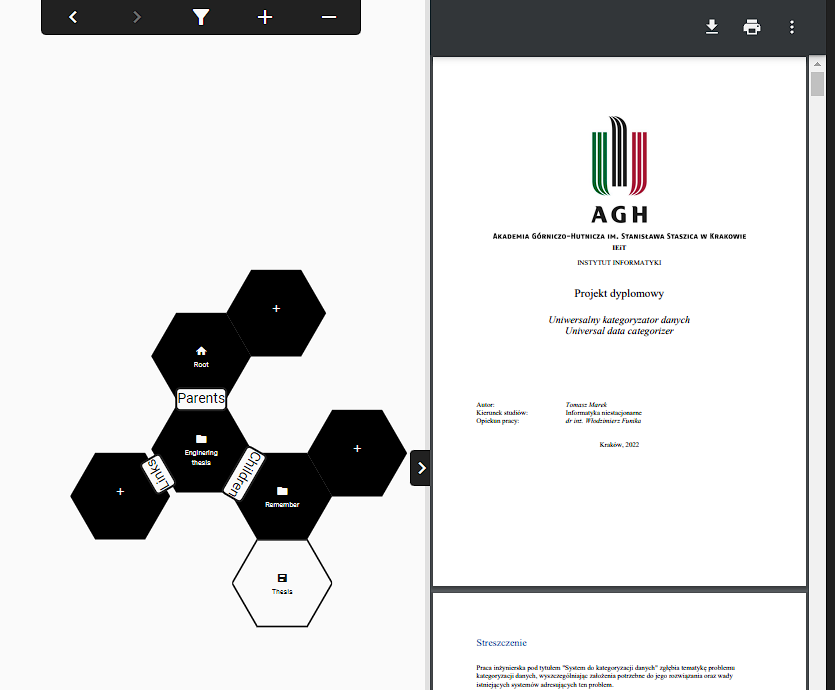 +
Root
Parents
Enginering
thesis
Links
Children
+
+
Remember
Thesis
AGH
AKADEMIA GÓRNICZO-HUTNICZA IM. STANISŁAWA STASZICA W KRAKOWIE
IEiT
INSTYTUT INFORMATYKI
Projekt dyplomowy
Uniwersalny kategoryzator danych
Universal data categorizer
Autor: Tomasz Marek
Kierunek studiów: Informatyka niestacjonarne
Opiekun pracy: dr inż. Włodzimierz Funika
Kraków, 2022
Streszczenie
Praca inżynierska pod tytułem "System do kategoryzacji danych" zgłębia tematykę problemu
kategoryzacji danych, wyszczególniając założenia potrzebne do jego rozwiązania oraz wady
istniejących systemów adresujących ten problem.